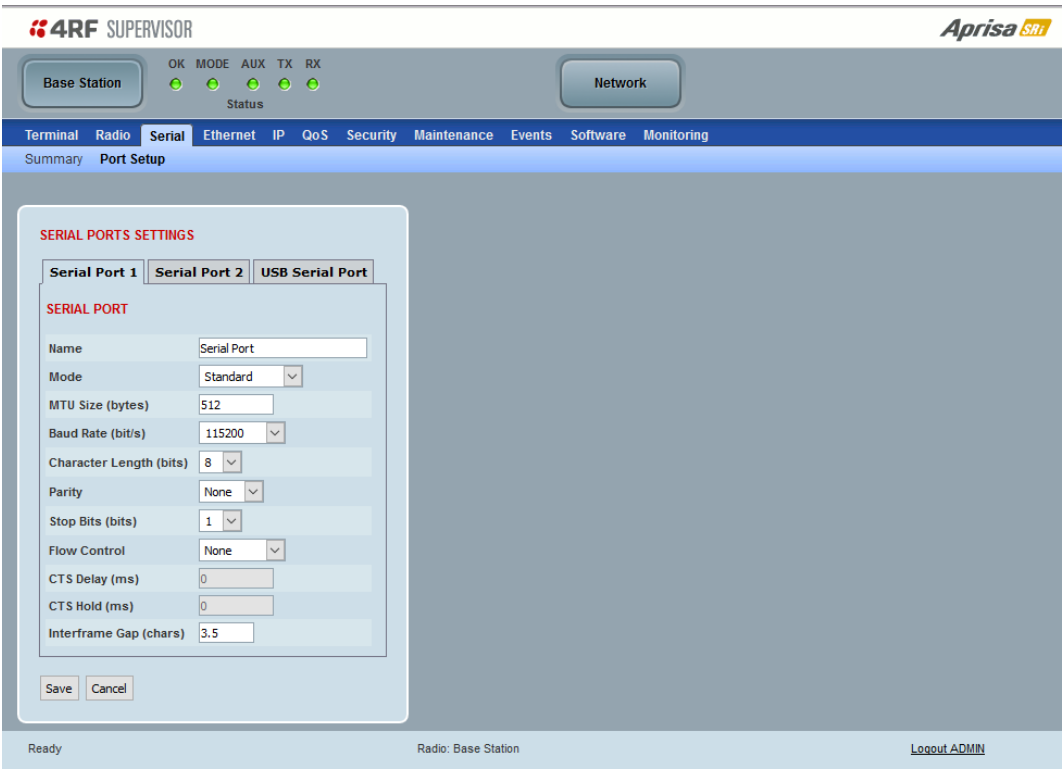 4RF SUPERVISOR
Aprisa SRi
Base Station
OK MODE AUX TX RX
Status
Network
Terminal Radio Serial Ethernet IP QoS Security Maintenance Events Software Monitoring
Summary Port Setup
SERIAL PORTS SETTINGS
Serial Port 1 Serial Port 2 USB Serial Port
SERIAL PORT
Name Serial Port
Mode Standard
MTU Size (bytes) 512
Baud Rate (bit/s) 115200
Character Length (bits) 8
Parity None
Stop Bits (bits) 1
Flow Control None
CTS Delay (ms) 0
CTS Hold (ms) 0
Interframe Gap (chars) 3.5
Save Cancel
Ready Radio: Base Station Logout ADMIN